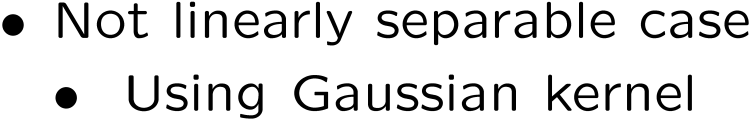 • Not linearly separable case
• Using Gaussian kernel